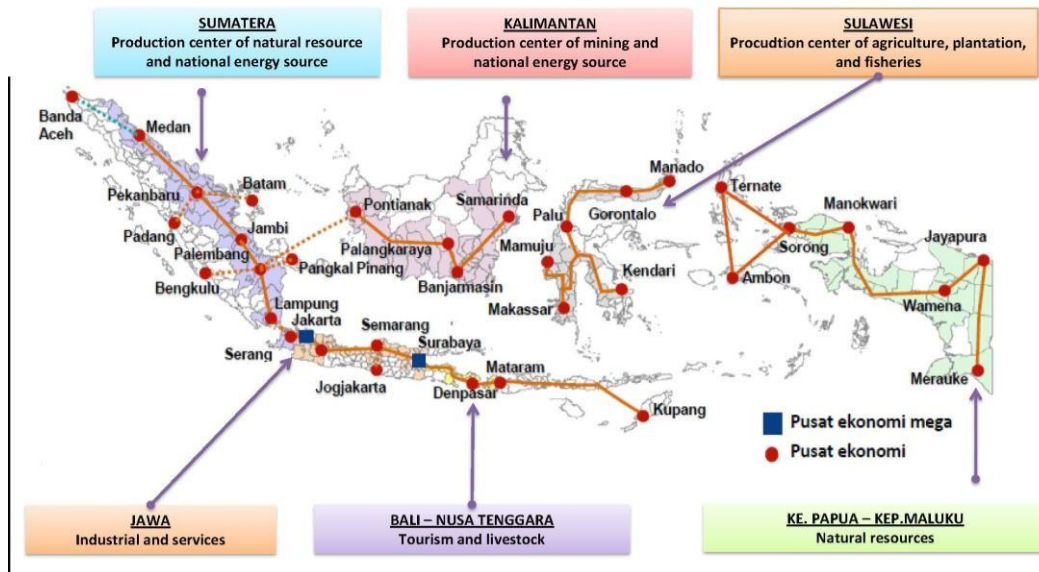 SUMATERA
Production center of natural resource
and national energy source
KALIMANTAN
Production center of mining and
national energy source
SULAWESI
Procudtion center of agriculture, plantation,
and fisheries
Banda
Aceh
Medan
Pekanbaru
Batam
Padang
Jambi
Palembang
Pangkal Pinang
Bengkulu
Lampung
Jakarta
Serang
Semarang
Surabaya
Jogjakarta
Denpasar
Mataram
Kupang
Pontianak
Samarinda
Palangkaraya
Banjarmasin
Manado
Gorontalo
Palu
Mamuju
Kendari
Makassar
Ternate
Manokwari
Sorong
Ambon
Jayapura
Wamena
Merauke
Pusat ekonomi mega
Pusat ekonomi
JAWA
Industrial and services
BALI – NUSA TENGGARA
Tourism and livestock
KE. PAPUA – KEP.MALUKU
Natural resources